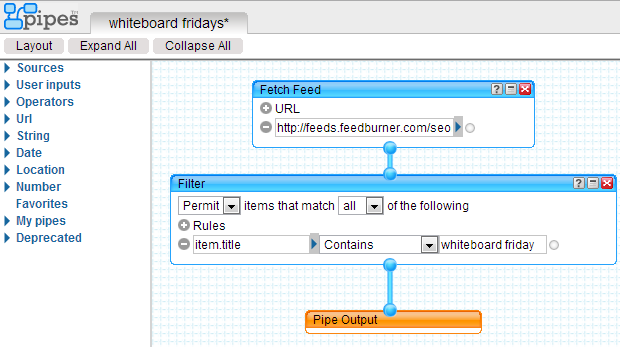 pipes TM
whiteboard fridays*
Layout Expand All Collapse All
Sources
User inputs
Operators
Url
String
Date
Location
Number
Favorites
My pipes
Deprecated
Fetch Feed ?
URL
http://feeds.feedburner.com/seo
Filter ?
Permit items that match all of the following
Rules
item.title Contains whiteboard friday
Pipe Output